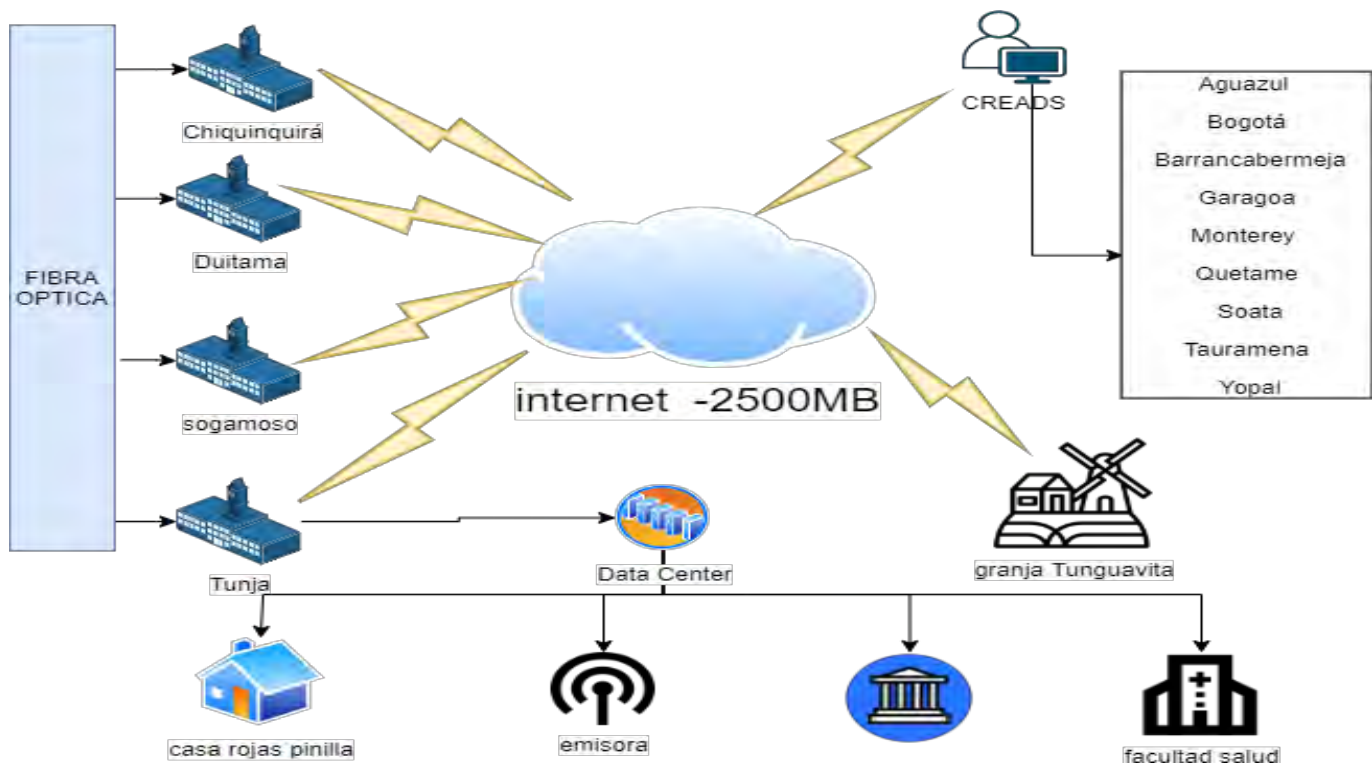 FIBRA
OPTICA
Chiquinquirá
Duitama
sogamoso
Tunja
internet -2500MB
CREADS
Aguazul
Bogotá
Barrancabermeja
Garagoa
Monterey
Quetame
Soata
Tauramena
Yopal
granja Tunguavita
Data Center
casa rojas pinilla
emisora
facultad salud